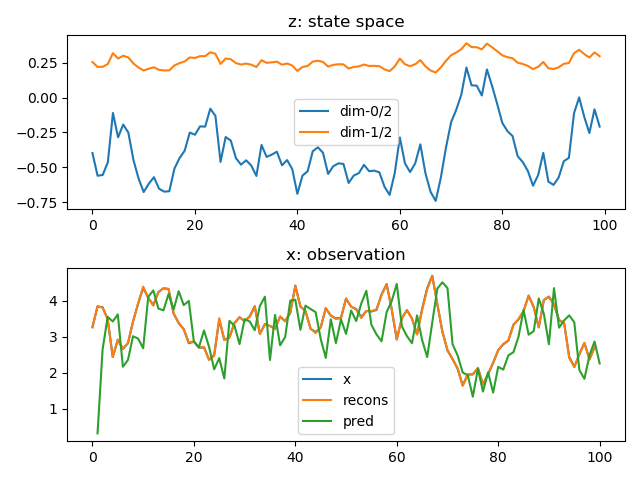 z: state space
0.25
0.00
−0.25
−0.50
−0.75
dim-0/2
dim-1/2
0 20 40 60 80 100
x: observation
4
3
2
1
x
recons
pred
0 20 40 60 80 100